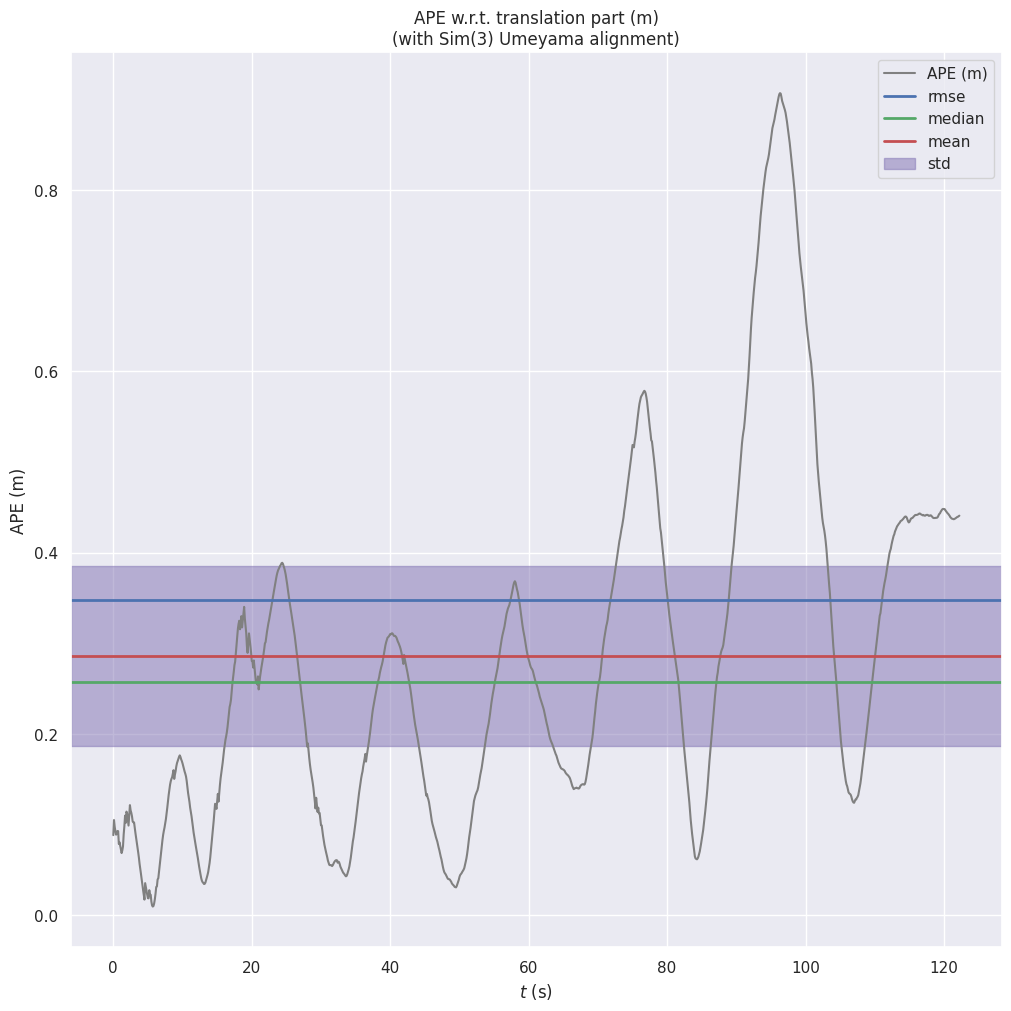 APE w.r.t. translation part (m)
(with Sim(3) Umeyama alignment)
APE (m)
rmse
median
mean
std
APE (m)
0.8
0.6
0.4
0.2
0.0
0 20 40 60 80 100 120
t (s)